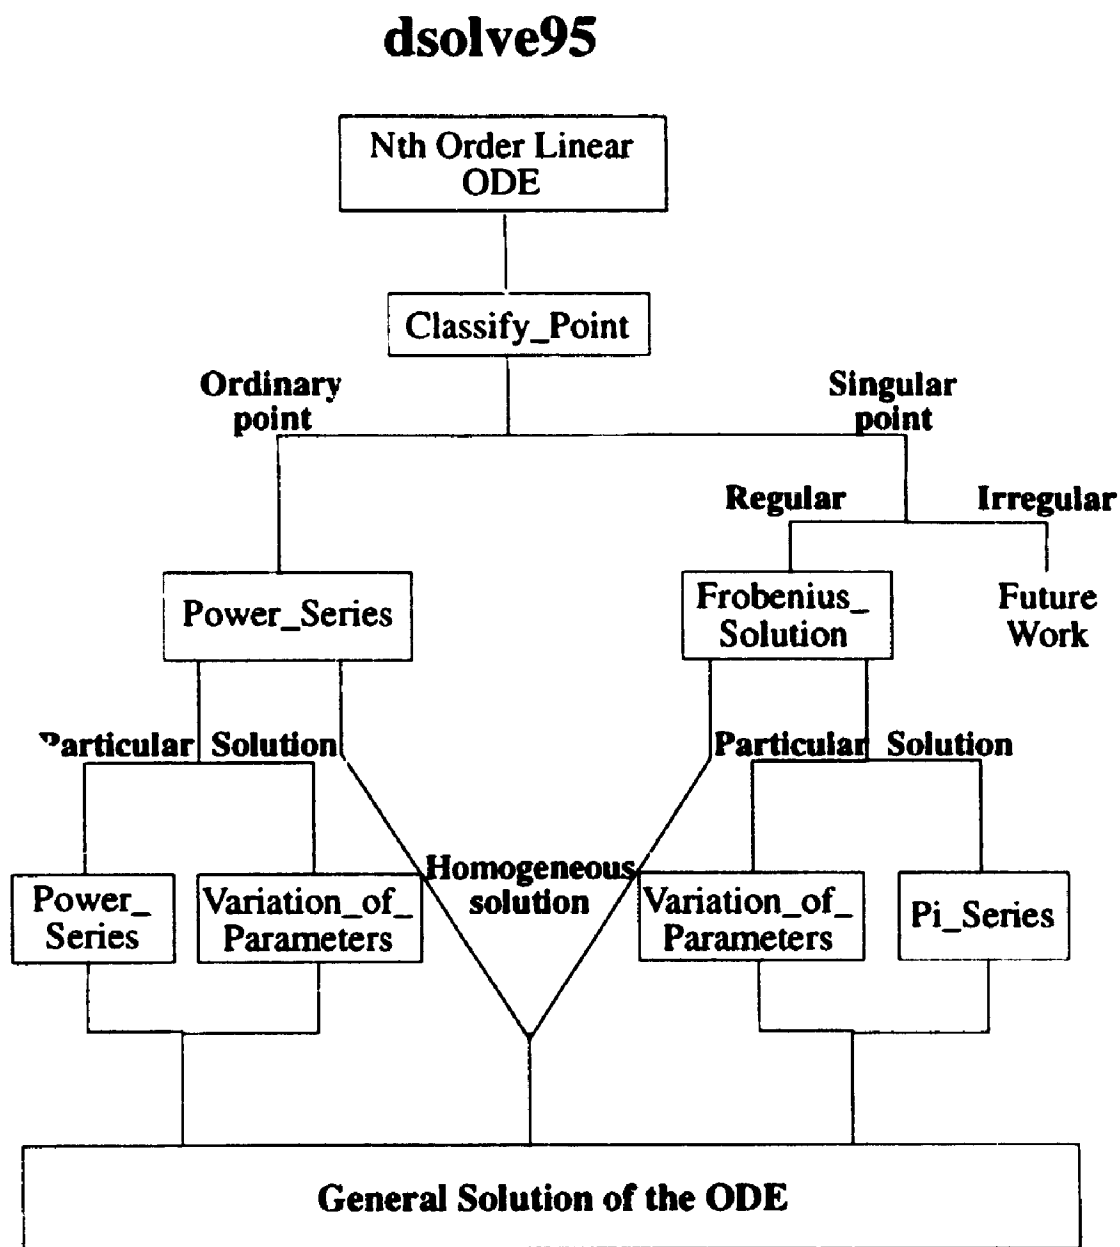 dsolve95
Nth Order Linear
ODE
Classify_Point
Ordinary
point
Singular
point
Regular
Irregular
Power_Series
Frobenius_
Solution
Future
Work
Particular Solution
Particular Solution
Homogeneous
solution
Power_
Series
Variation_of_
Parameters
Variation_of_
Parameters
Pi_Series
General Solution of the ODE